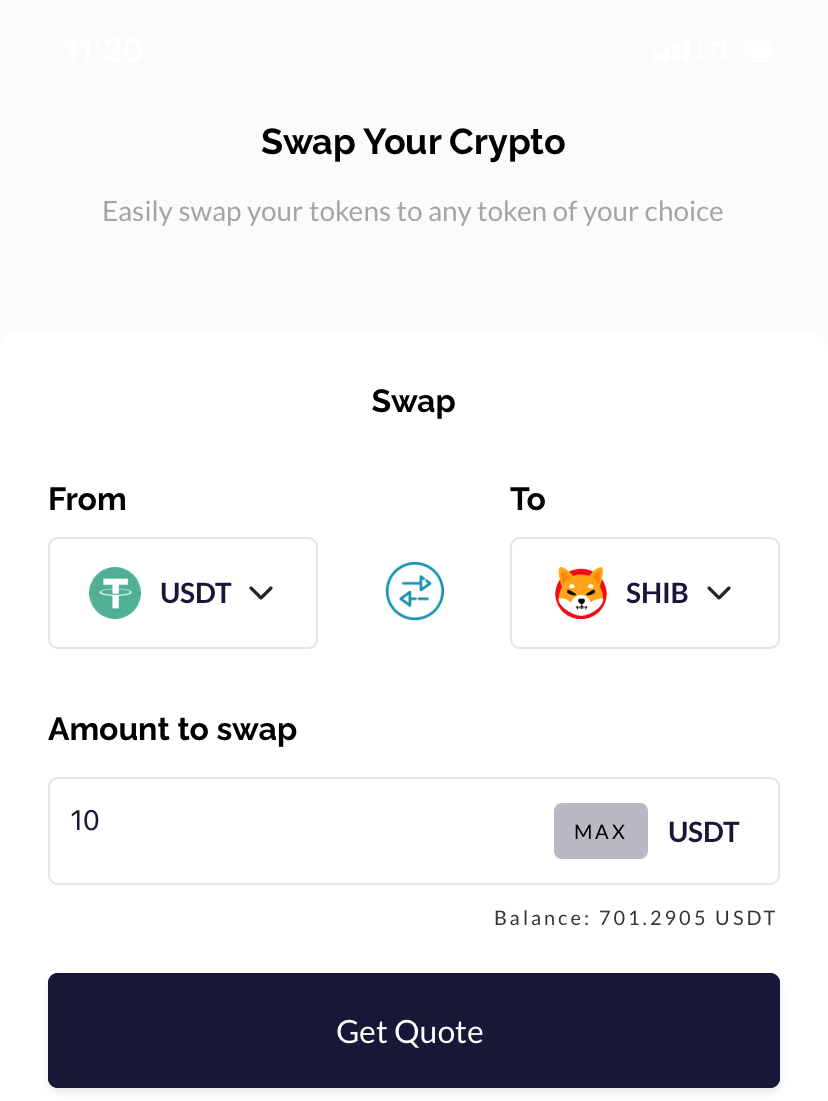 11:20 LTE
Swap Your Crypto
Easily swap your tokens to any token of your choice
Swap
From To
USDT SHIB
Amount to swap
10 MAX USDT
Balance: 701.2905 USDT
Get Quote